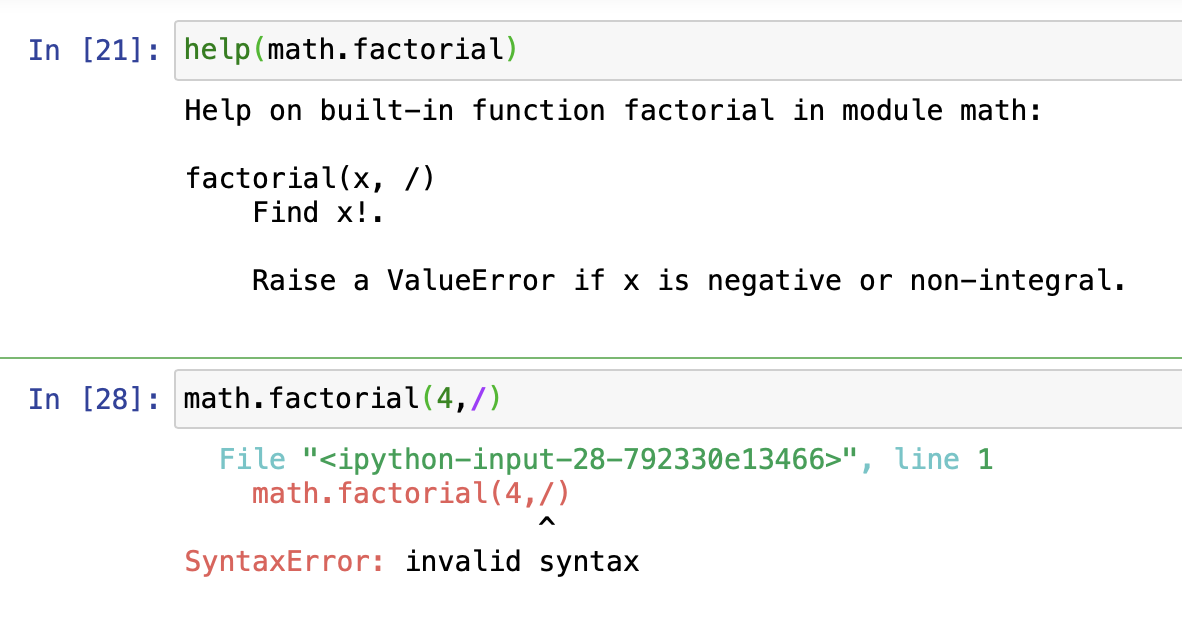 In [21]: help(math.factorial)
Help on built-in function factorial in module math:
factorial(x, /)
    Find x!.
    Raise a ValueError if x is negative or non-integral.
In [28]: math.factorial(4,/)
  File "<ipython-input-28-792330e13466>", line 1
    math.factorial(4,/)
                     ^
SyntaxError: invalid syntax